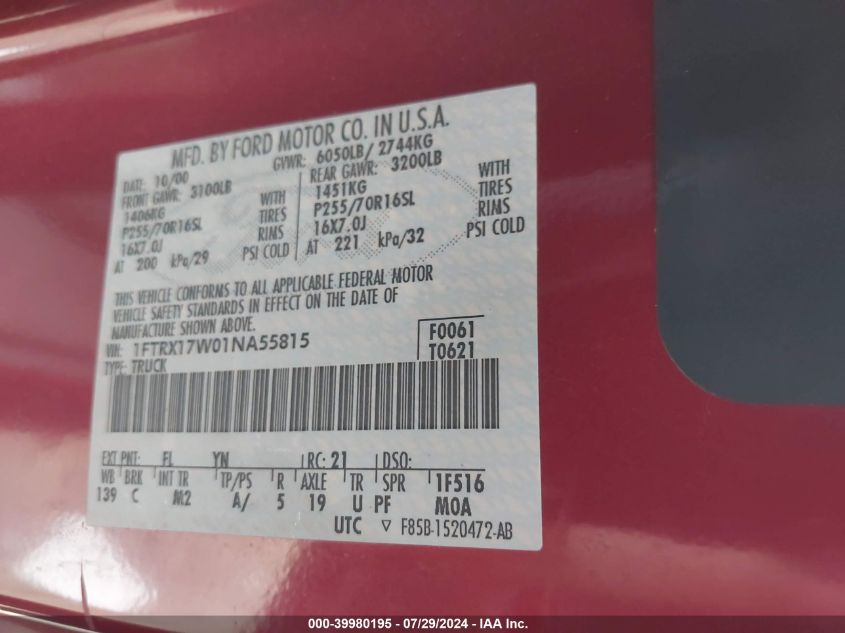 MFD. BY FORD MOTOR CO. IN U.S.A.
DATE: 10/00 GVWR: 6050LB/ 2744KG
FRONT GAWR: 3100LB REAR GAWR: 3200LB
1406KG WITH 1451KG WITH
P255/70R16SL TIRES P255/70R16SL TIRES
16X7.0J RIMS 16X7.0J RIMS
AT 200 kPa/29 PSI COLD AT 221 kPa/32 PSI COLD
THIS VEHICLE CONFORMS TO ALL APPLICABLE FEDERAL MOTOR
VEHICLE SAFETY STANDARDS IN EFFECT ON THE DATE OF
MANUFACTURE SHOWN ABOVE.
VIN: 1FTRX17W01NA55815 F0061
TYPE: TRUCK T0621
EXT PNT: FL YN RC: 21 DSO:
WB BRK INT TR TP/PS R AXLE TR SPR 1F516
139 C M2 A/ 5 19 U PF MOA
UTC ▽ F85B-1520472-AB
000-39980195 - 07/29/2024 - IAA Inc.